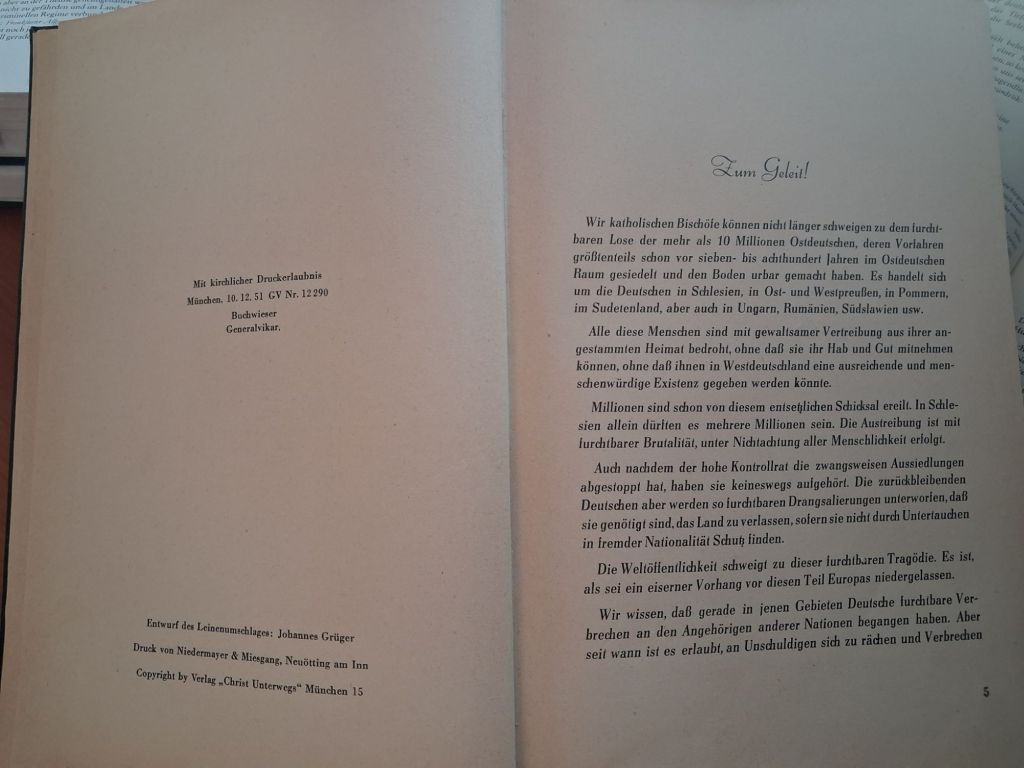 Mit kirchlicher Druckerlaubnis
München. 10. 12. 51 GV Nr. 12 290
Buchwieser
Generalvikar.
Entwurf des Leinenumschlages: Johannes Grüger
Druck von Niedermayer & Miesgang, Neuötting am Inn
Copyright by Verlag „Christ Unterwegs" München 15
Zum Geleit!
Wir katholischen Bischöfe können nicht länger schweigen zu dem furcht-
baren Lose der mehr als 10 Millionen Ostdeutschen, deren Vorfahren
größtenteils schon vor sieben- bis achthundert Jahren im Ostdeutschen
Raum gesiedelt und den Boden urbar gemacht haben. Es handelt sich
um die Deutschen in Schlesien, in Ost- und Westpreußen, in Pommern,
im Sudetenland, aber auch in Ungarn, Rumänien, Südslawien usw.
Alle diese Menschen sind mit gewaltsamer Vertreibung aus ihrer an-
gestammten Heimat bedroht, ohne daß sie ihr Hab und Gut mitnehmen
können, ohne daß ihnen in Westdeutschland eine ausreichende und men-
schenwürdige Existenz gegeben werden könnte.
Millionen sind schon von diesem entsetzlichen Schicksal ereilt. In Schle-
sien allein dürften es mehrere Millionen sein. Die Austreibung ist mit
furchtbarer Brutalität, unter Nichtachtung aller Menschlichkeit erfolgt.
Auch nachdem der hohe Kontrollrat die zwangsweisen Aussiedlungen
abgestoppt hat, haben sie keineswegs aufgehört. Die zurückbleibenden
Deutschen aber werden so furchtbaren Drangsalierungen unterworfen, daß
sie genötigt sind, das Land zu verlassen, sofern sie nicht durch Untertauchen
in fremder Nationalität Schutz finden.
Die Weltöffentlichkeit schweigt zu dieser furchtbaren Tragödie. Es ist,
als sei ein eiserner Vorhang vor diesen Teil Europas niedergelassen.
Wir wissen, daß gerade in jenen Gebieten Deutsche furchtbare Ver-
brechen an den Angehörigen anderer Nationen begangen haben. Aber
seit wann ist es erlaubt, an Unschuldigen sich zu rächen und Verbrechen
5